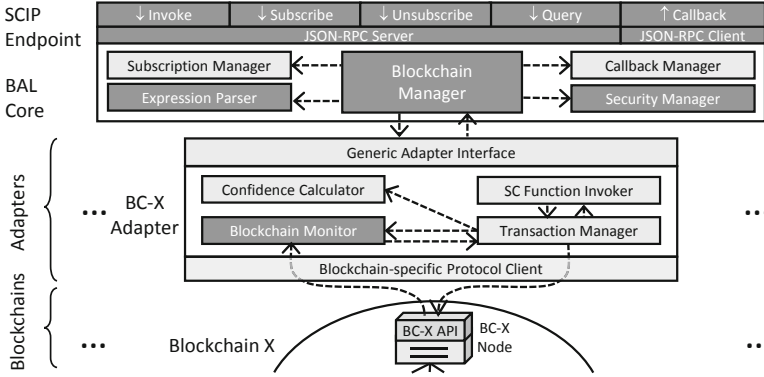 SCIP Endpoint
↓ Invoke ↓ Subscribe ↓ Unsubscribe ↓ Query ↑ Callback
JSON-RPC Server JSON-RPC Client
BAL Core
Subscription Manager
Blockchain Manager
Callback Manager
Expression Parser
Security Manager
Generic Adapter Interface
Adapters
...
BC-X Adapter
Confidence Calculator
SC Function Invoker
Blockchain Monitor
Transaction Manager
...
Blockchain-specific Protocol Client
Blockchains
...
Blockchain X
BC-X API
BC-X Node
...